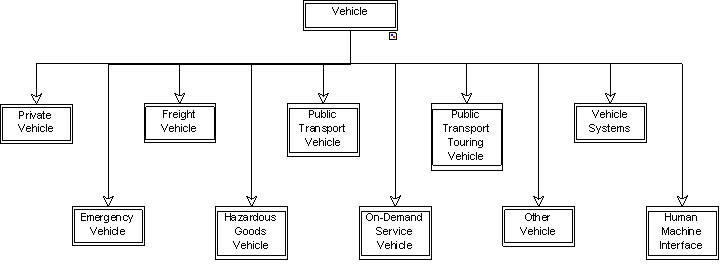 Vehicle
Private
Vehicle
Freight
Vehicle
Public
Transport
Vehicle
Public
Transport
Touring
Vehicle
Vehicle
Systems
Emergency
Vehicle
Hazardous
Goods
Vehicle
On-Demand
Service
Vehicle
Other
Vehicle
Human
Machine
Interface